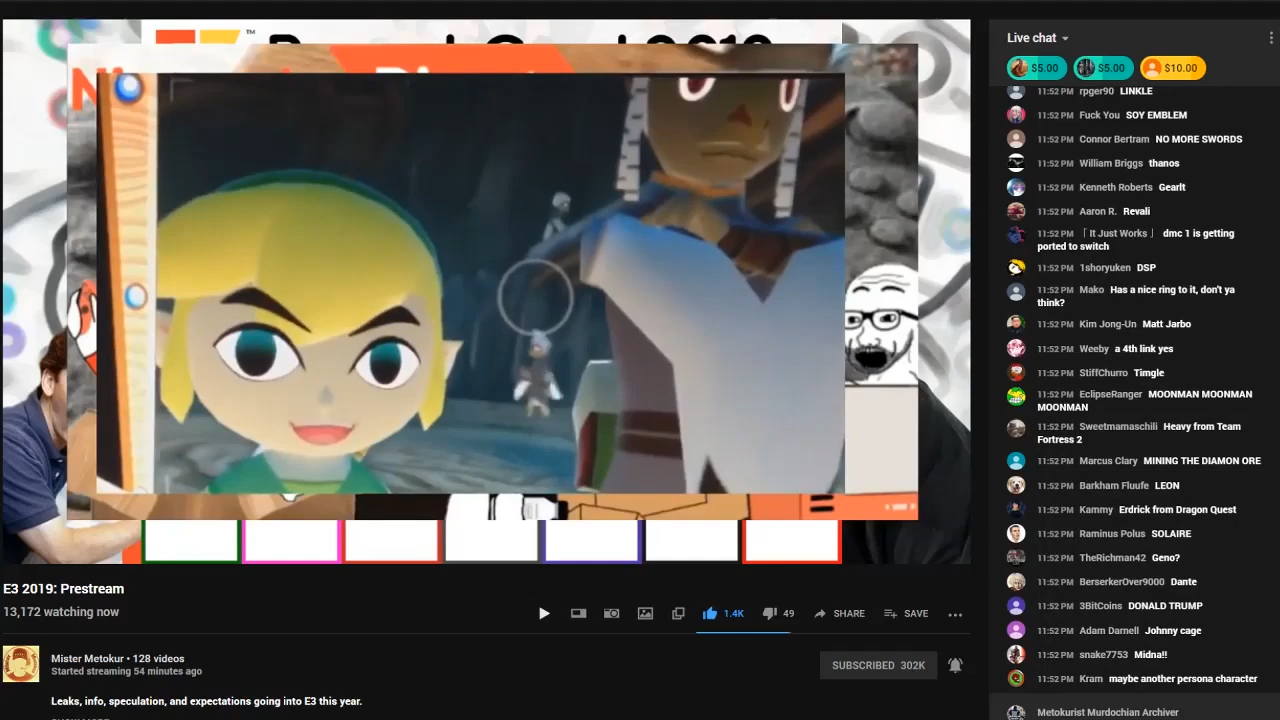 Live chat
$5.00
$5.00
$10.00
11:52 PM rpger90 LINKLE
11:52 PM Fuck You SOY EMBLEM
11:52 PM Connor Bertram NO MORE SWORDS
11:52 PM William Briggs thanos
11:52 PM Kenneth Roberts GearIt
11:52 PM Aaron R. Revali
11:52 PM 「 It Just Works 」 dmc 1 is getting
ported to switch
11:52 PM 1shoryuken DSP
11:52 PM Mako Has a nice ring to it, don't ya
think?
11:52 PM Kim Jong-Un Matt Jarbo
11:52 PM Weeby a 4th link yes
11:52 PM StiffChurro Timgle
11:52 PM EclipseRanger MOONMAN MOONMAN
MOONMAN
11:52 PM Sweetmamaschili Heavy from Team
Fortress 2
11:52 PM Marcus Clary MINING THE DIAMON ORE
11:52 PM Barkham Fluufe LEON
11:52 PM Kammy Erdrick from Dragon Quest
11:52 PM Raminus Polus SOLAIRE
11:52 PM TheRichman42 Geno?
11:52 PM BerserkerOver9000 Dante
11:52 PM 3BitCoins DONALD TRUMP
11:52 PM Adam Darnell Johnny cage
11:52 PM snake7753 Midna!!
11:52 PM Kram maybe another persona character
Metokurist Murdochian Archiver
E3 2019: Prestream
13,172 watching now
1.4K
49
SHARE
SAVE
Mister Metokur • 128 videos
Started streaming 54 minutes ago
SUBSCRIBED 302K
Leaks, info, speculation, and expectations going into E3 this year.